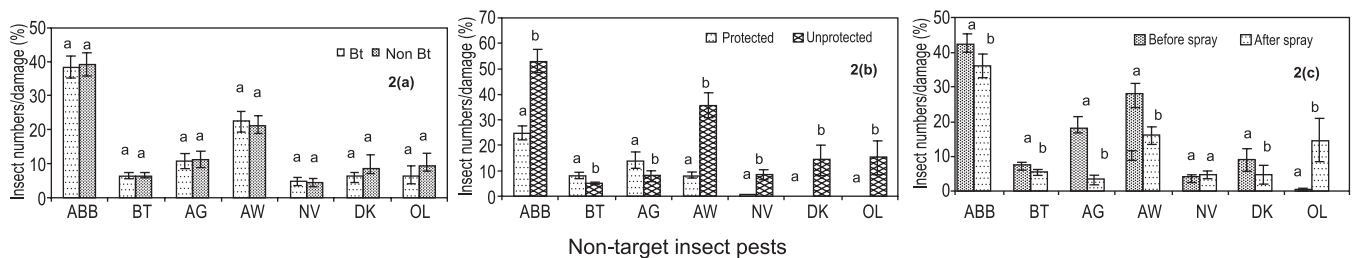 Insect numbers/damage (%)
50
40
30
20
10
0
Bt Non Bt
2(a)
a a a a a a a a a a a a a a
ABB BT AG AW NV DK OL
Insect numbers/damage (%)
70
60
50
40
30
20
10
0
Protected Unprotected
2(b)
a b a b a b a b a b a b a b
ABB BT AG AW NV DK OL
Insect numbers/damage (%)
50
40
30
20
10
0
Before spray After spray
2(c)
a b a b a b a b a a a b a b
ABB BT AG AW NV DK OL
Non-target insect pests